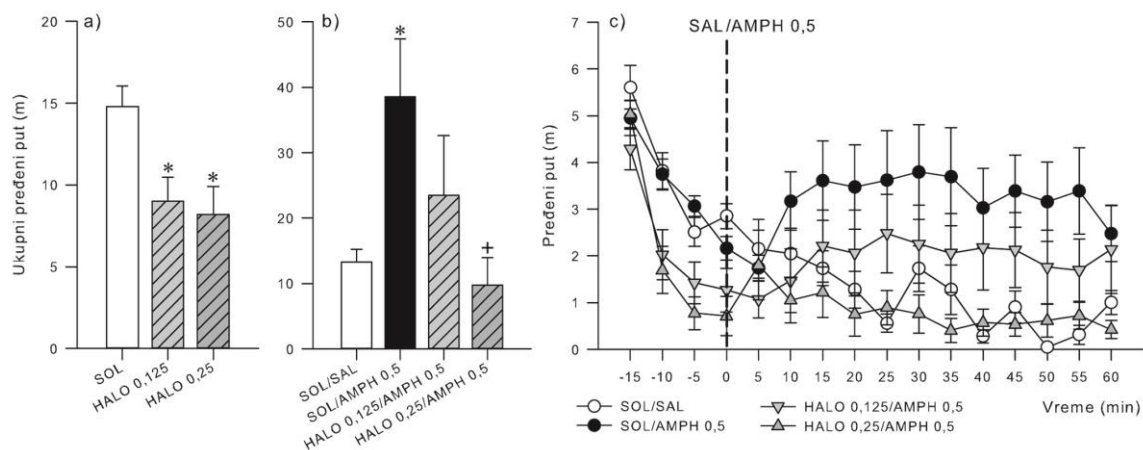 a)
Ukupni pređeni put (m)
20
15
10
5
0
*
*
SOL
HALO 0,125
HALO 0,25
b)
50
40
30
20
10
0
*
+
SOL/SAL
SOL/AMPH 0,5
HALO 0,125/AMPH 0,5
HALO 0,25/AMPH 0,5
c)
SAL/AMPH 0,5
Pređeni put (m)
7
6
5
4
3
2
1
0
-15 -10 -5 0 5 10 15 20 25 30 35 40 45 50 55 60
Vreme (min)
SOL/SAL
SOL/AMPH 0,5
HALO 0,125/AMPH 0,5
HALO 0,25/AMPH 0,5